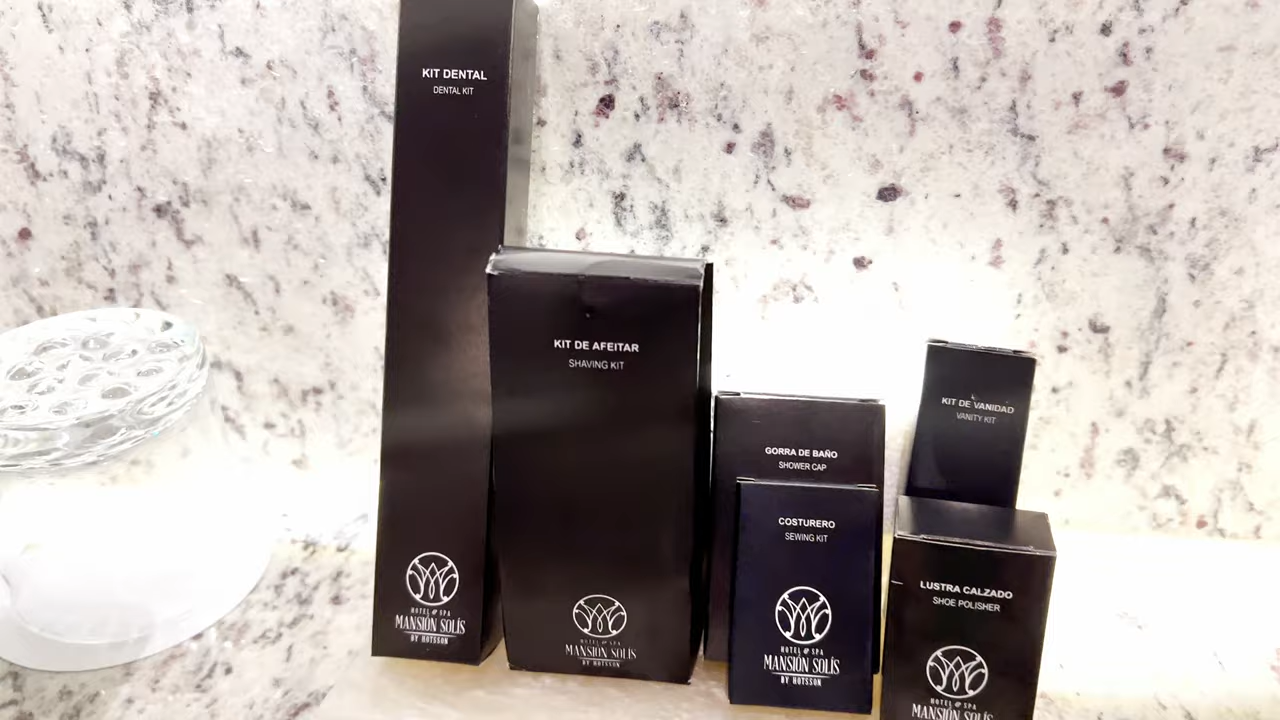 KIT DENTAL
DENTAL KIT
HOTEL & SPA
MANSIÓN SOLÍS
BY HOTSSON
KIT DE AFEITAR
SHAVING KIT
HOTEL & SPA
MANSIÓN SOLÍS
BY HOTSSON
GORRA DE BAÑO
SHOWER CAP
COSTURERO
SEWING KIT
HOTEL & SPA
MANSIÓN SOLÍS
BY HOTSSON
KIT DE VANIDAD
VANITY KIT
LUSTRA CALZADO
SHOE POLISHER
HOTEL & SPA
MANSIÓN SOLÍS